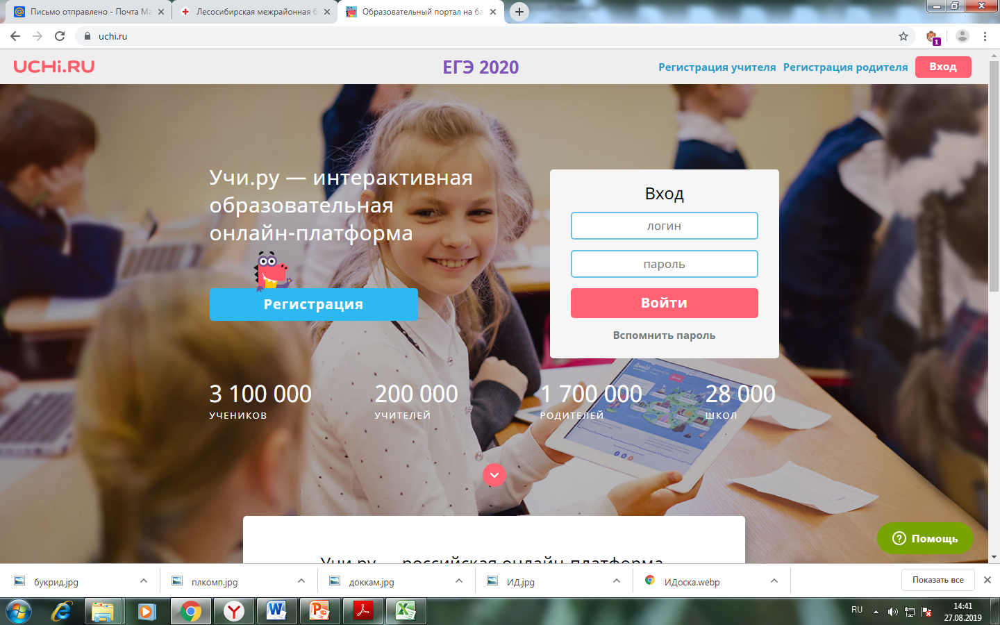 Письмо отправлено - Почта Ma
Лесосибирская межрайонная б
Образовательный портал на ба
uchi.ru
1
UCHi.RU
ЕГЭ 2020
Регистрация учителя
Регистрация родителя
Вход
Учи.ру — интерактивная
образовательная
онлайн-платформа
Регистрация
Вход
логин
пароль
Войти
Вспомнить пароль
3 100 000
УЧЕНИКОВ
200 000
УЧИТЕЛЕЙ
1 700 000
РОДИТЕЛЕЙ
28 000
ШКОЛ
Учи.ру — российская онлайн-платформа
Помощь
букрид.jpg
плкомп.jpg
доккам.jpg
ИД.jpg
ИДоска.webp
Показать все
RU
14:41
27.08.2019